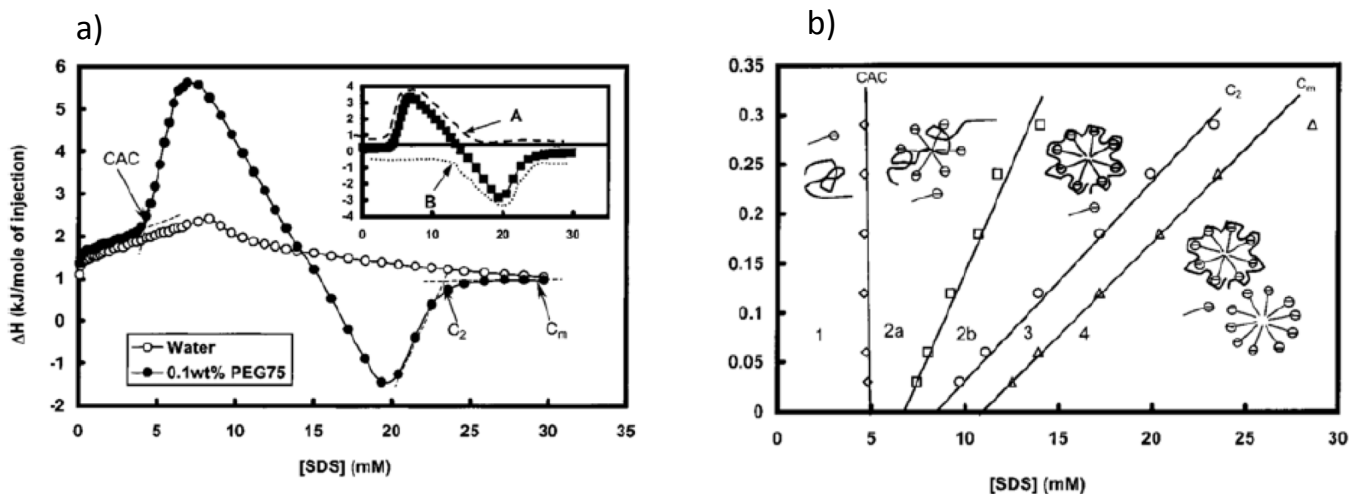 a)
ΔH (kJ/mole of injection)
6
5
4
3
2
1
0
-1
-2
CAC
C2
Cm
Water
0.1wt% PEG75
4
3
2
1
0
-1
-2
-3
-4
A
B
0 10 20 30
0 5 10 15 20 25 30 35
[SDS] (mM)
b)
0.35
0.3
0.25
0.2
0.15
0.1
0.05
0
CAC
C2
Cm
1 2a 2b 3 4
0 5 10 15 20 25 30
[SDS] (mM)